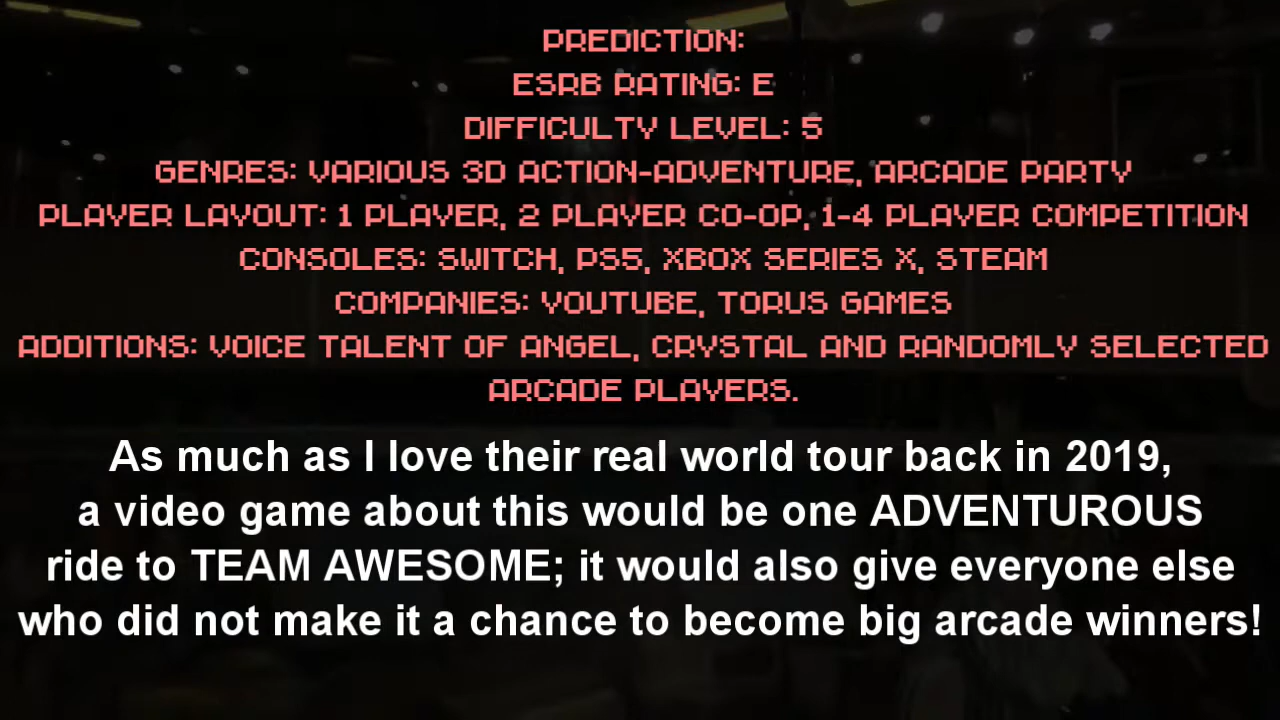 PREDICTION:
ESRB RATING: E
DIFFICULTY LEVEL: 5
GENRES: VARIOUS 3D ACTION-ADVENTURE, ARCADE PARTY
PLAYER LAYOUT: 1 PLAYER, 2 PLAYER CO-OP, 1-4 PLAYER COMPETITION
CONSOLES: SWITCH, PS5, XBOX SERIES X, STEAM
COMPANIES: YOUTUBE, TORUS GAMES
ADDITIONS: VOICE TALENT OF ANGEL, CRYSTAL AND RANDOMLY SELECTED
ARCADE PLAYERS.
As much as I love their real world tour back in 2019,
a video game about this would be one ADVENTUROUS
ride to TEAM AWESOME; it would also give everyone else
who did not make it a chance to become big arcade winners!